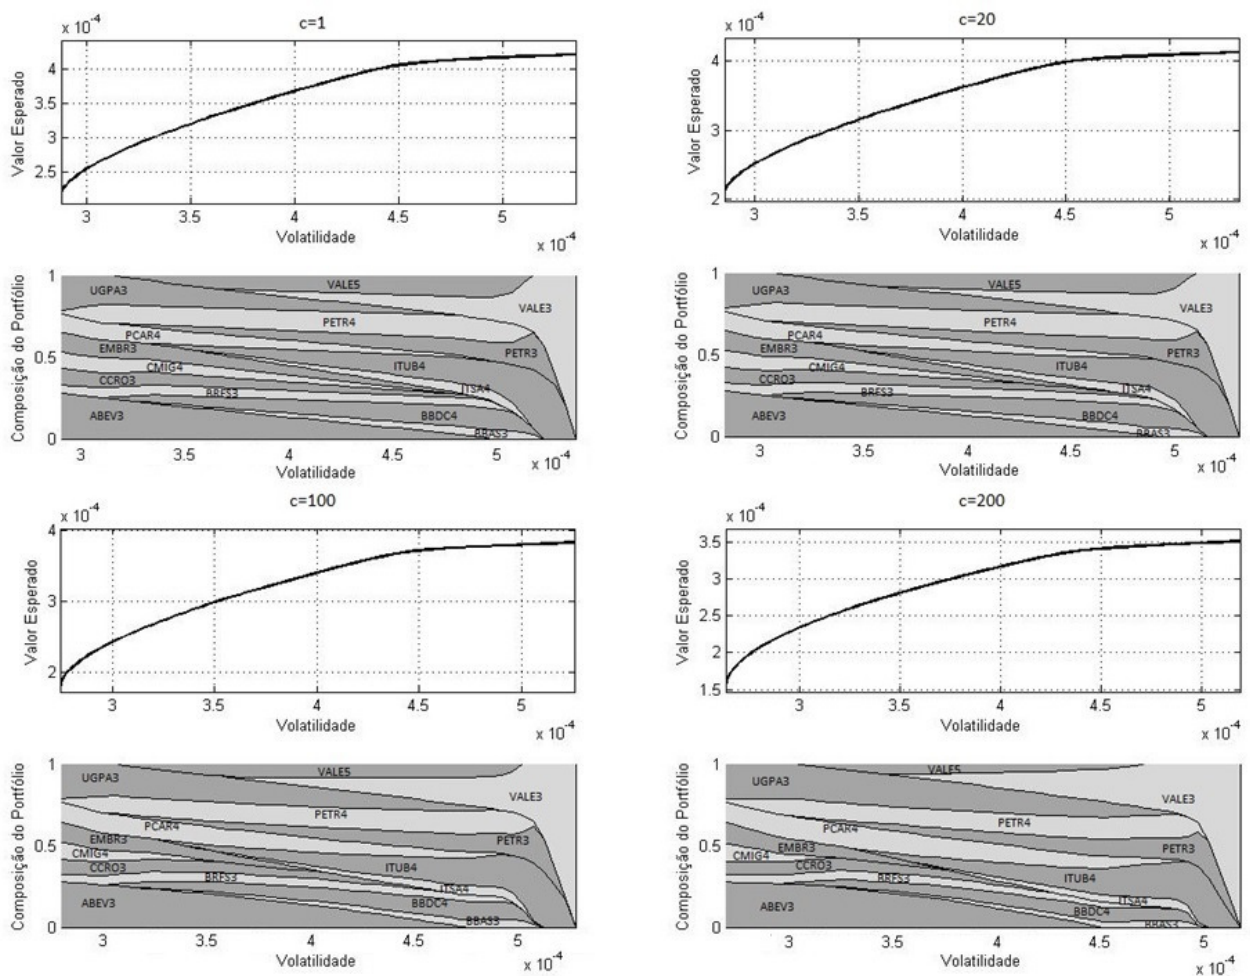 c=1
x 10^-4
4
3.5
3
2.5
Valor Esperado
3
3.5
4
4.5
5
Volatilidade
x 10^-4
1
0.5
0
Composição do Portfólio
UGPA3
VALE5
VALE3
PETR4
PCAR4
EMBR3
PETR3
CMIG4
ITUB4
CCRO3
BRFS3
ITSA4
ABEV3
BBDC4
BBAS3
3
3.5
4
4.5
5
Volatilidade
x 10^-4
c=20
x 10^-4
4
3
2
Valor Esperado
3
3.5
4
4.5
5
Volatilidade
x 10^-4
1
0.5
0
Composição do Portfólio
UGPA3
VALE5
VALE3
PETR4
PCAR4
EMBR3
PETR3
CMIG4
ITUB4
CCRO3
BRFS3
ITSA4
ABEV3
BBDC4
BBAS3
3
3.5
4
4.5
5
Volatilidade
x 10^-4
c=100
x 10^-4
4
3
2
Valor Esperado
3
3.5
4
4.5
5
Volatilidade
x 10^-4
1
0.5
0
Composição do Portfólio
UGPA3
VALE5
VALE3
PETR4
PCAR4
EMBR3
PETR3
CMIG4
CCRO3
ITUB4
BRFS3
ITSA4
ABEV3
BBDC4
BBAS3
3
3.5
4
4.5
5
Volatilidade
x 10^-4
c=200
x 10^-4
3.5
3
2.5
2
1.5
Valor Esperado
3
3.5
4
4.5
5
Volatilidade
x 10^-4
1
0.5
0
Composição do Portfólio
UGPA3
VALE5
VALE3
PETR4
PCAR4
EMBR3
PETR3
CMIG4
CCRO3
BRFS3
ITUB4
ITSA4
ABEV3
BBDC4
BBAS3
3
3.5
4
4.5
5
Volatilidade
x 10^-4